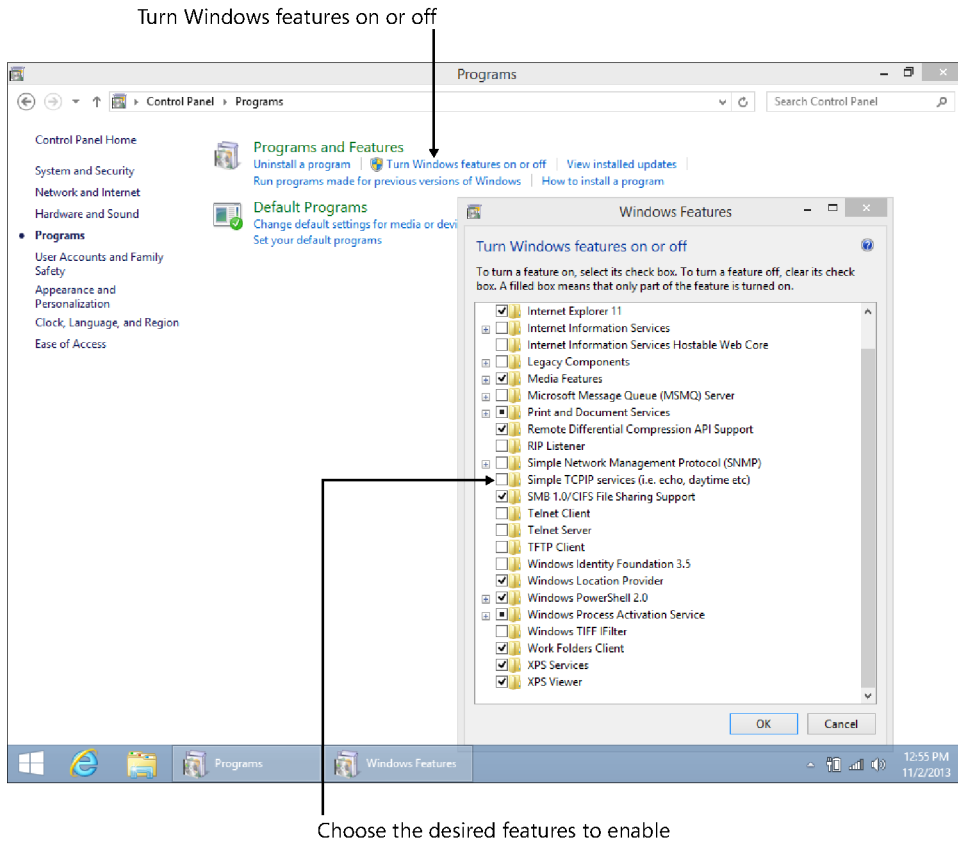 Turn Windows features on or off
Programs
Control Panel Programs
Search Control Panel
Control Panel Home
System and Security
Network and Internet
Hardware and Sound
Programs
User Accounts and Family
Safety
Appearance and
Personalization
Clock, Language, and Region
Ease of Access
Programs and Features
Uninstall a program Turn Windows features on or off View installed updates
Run programs made for previous versions of Windows How to install a program
Default Programs
Change default settings for media or devi
Set your default programs
Windows Features
Turn Windows features on or off
To turn a feature on, select its check box. To turn a feature off, clear its check
box. A filled box means that only part of the feature is turned on.
Internet Explorer 11
Internet Information Services
Internet Information Services Hostable Web Core
Legacy Components
Media Features
Microsoft Message Queue (MSMQ) Server
Print and Document Services
Remote Differential Compression API Support
RIP Listener
Simple Network Management Protocol (SNMP)
Simple TCPIP services (i.e. echo, daytime etc)
SMB 1.0/CIFS File Sharing Support
Telnet Client
Telnet Server
TFTP Client
Windows Identity Foundation 3.5
Windows Location Provider
Windows PowerShell 2.0
Windows Process Activation Service
Windows TIFF IFilter
Work Folders Client
XPS Services
XPS Viewer
OK Cancel
Programs
Windows Features
12:55 PM
11/2/2013
Choose the desired features to enable